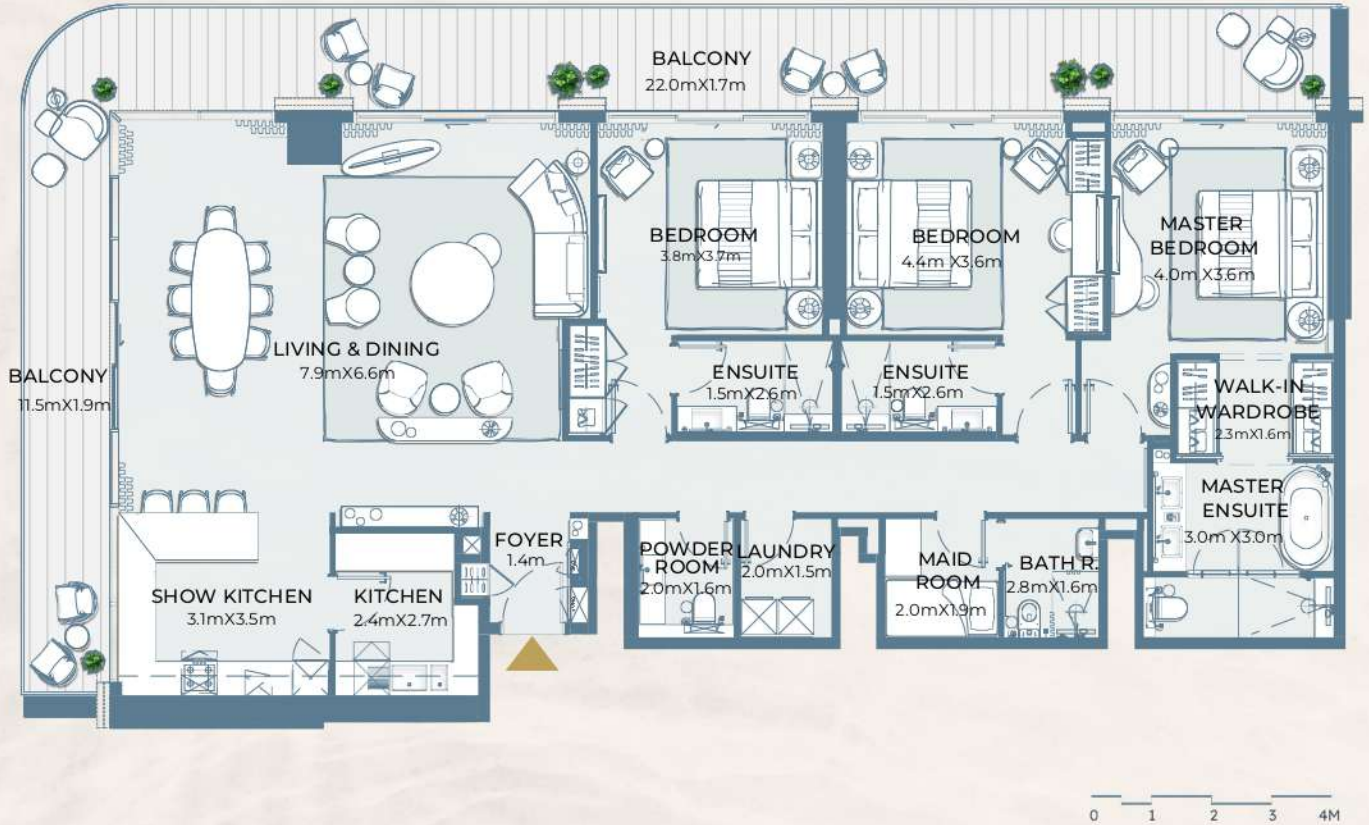 BALCONY
22.0mX1.7m
BEDROOM
3.8mX3.7m
BEDROOM
4.4m X3.6m
MASTER
BEDROOM
4.0m X3.6m
LIVING & DINING
7.9mX6.6m
BALCONY
11.5mX1.9m
ENSUITE
1.5mX2.6m
ENSUITE
1.5mX2.6m
WALK-IN
WARDROBE
2.3mX1.6m
MASTER
ENSUITE
3.0m X3.0m
FOYER
1.4m
POWDER
ROOM
2.0mX1.6m
LAUNDRY
2.0mX1.5m
MAID
ROOM
2.0mX1.9m
BATH R.
2.8mX1.6m
SHOW KITCHEN
3.1mX3.5m
KITCHEN
2.4mX2.7m
0 1 2 3 4M